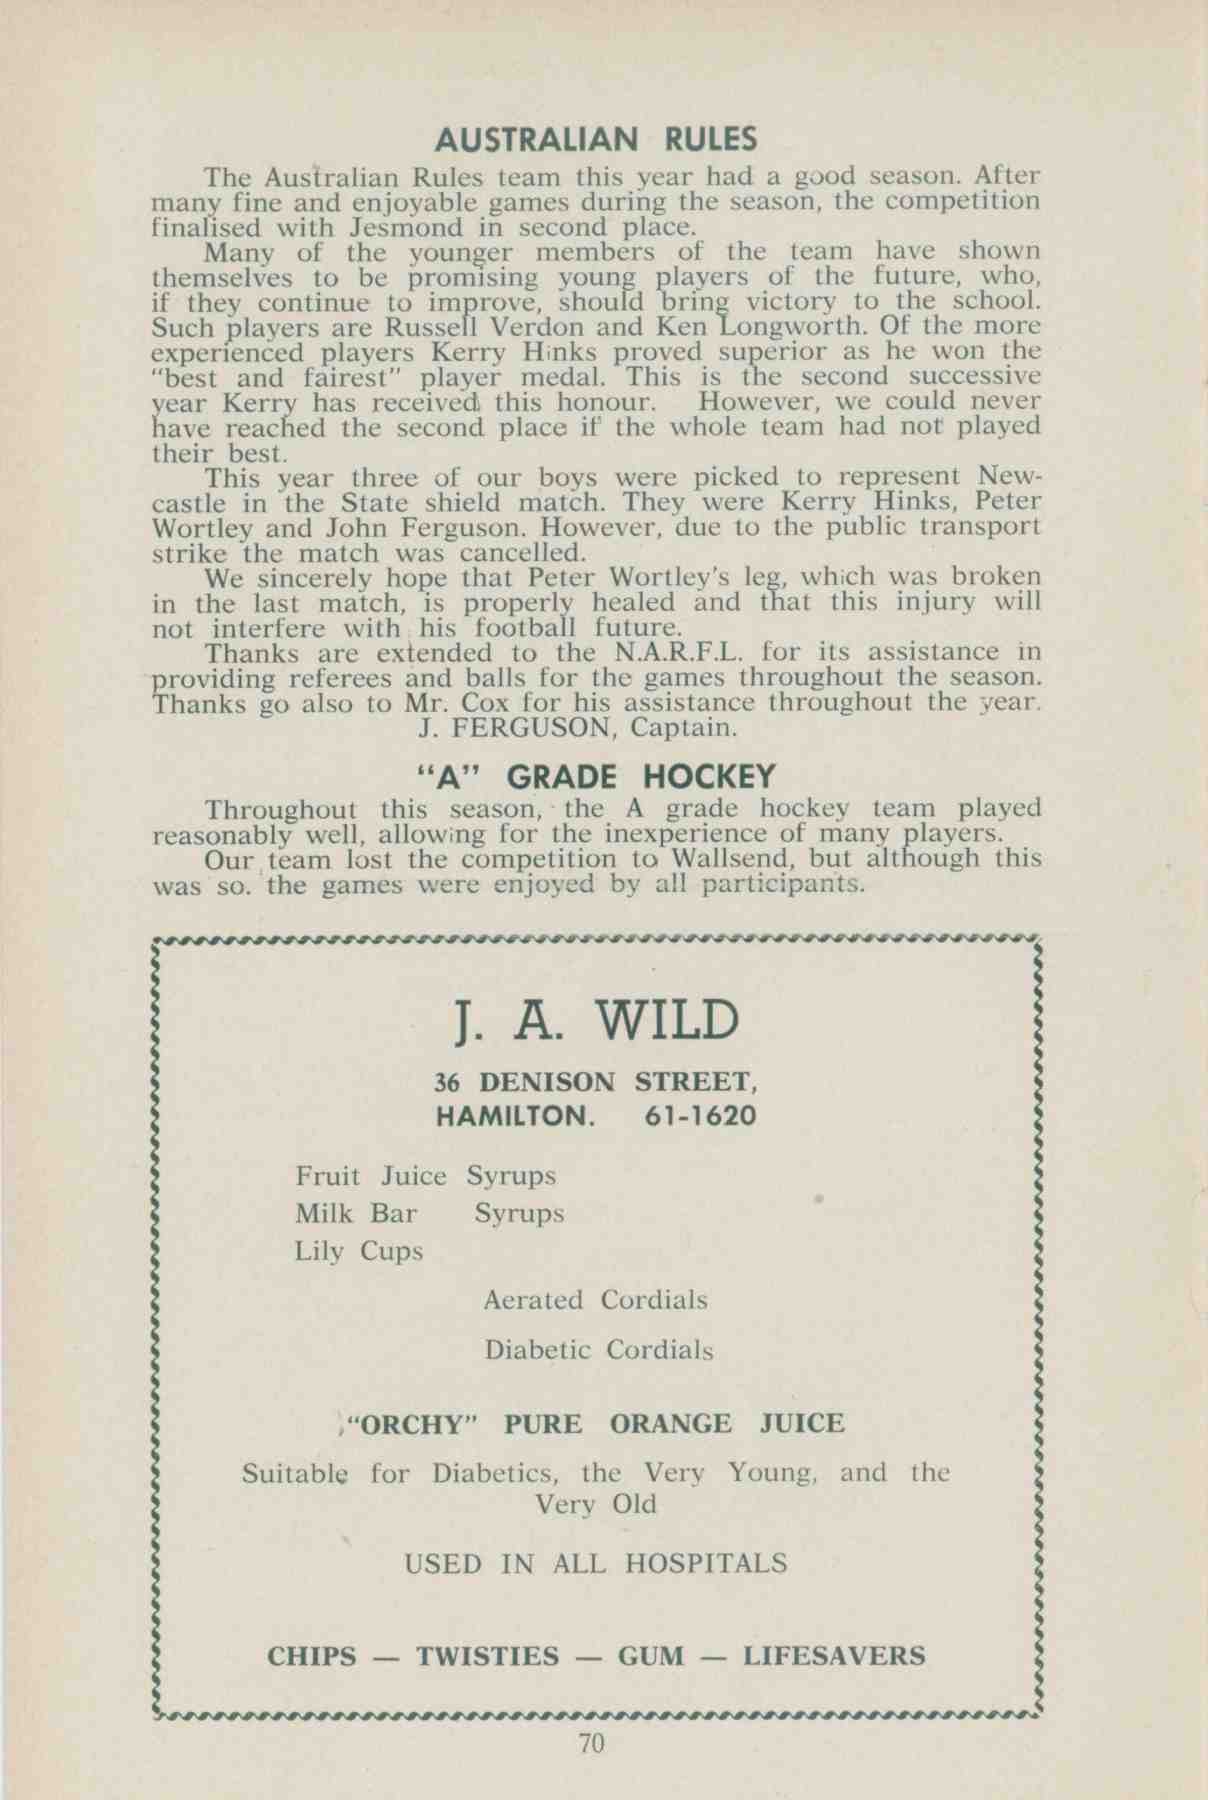 AUSTRALIAN RULES
The Australian Rules team this year had a good season. After
many fine and enjoyable games during the season, the competition
finalised with Jesmond in second place.
Many of the younger members of the team have shown
themselves to be promising young players of the future, who,
if they continue to improve, should bring victory to the school.
Such players are Russell Verdon and Ken Longworth. Of the more
experienced players Kerry Hinks proved superior as he won the
"best and fairest" player medal. This is the second successive
year Kerry has received this honour. However, we could never
have reached the second place if the whole team had not played
their best.
This year three of our boys were picked to represent New-
castle in the State shield match. They were Kerry Hinks, Peter
Wortley and John Ferguson. However, due to the public transport
strike the match was cancelled.
We sincerely hope that Peter Wortley's leg, which was broken
in the last match, is properly healed and that this injury will
not interfere with his football future.
Thanks are extended to the N.A.R.F.L. for its assistance in
providing referees and balls for the games throughout the season.
Thanks go also to Mr. Cox for his assistance throughout the year.
J. FERGUSON, Captain.
"A" GRADE HOCKEY
Throughout this season, the A grade hockey team played
reasonably well, allowing for the inexperience of many players.
Our team lost the competition to Wallsend, but although this
was so. the games were enjoyed by all participants.
J. A. WILD
36 DENISON STREET,
HAMILTON. 61-1620
Fruit Juice Syrups
Milk Bar Syrups
Lily Cups
Aerated Cordials
Diabetic Cordials
"ORCHY" PURE ORANGE JUICE
Suitable for Diabetics, the Very Young, and the
Very Old
USED IN ALL HOSPITALS
CHIPS — TWISTIES — GUM — LIFESAVERS
70